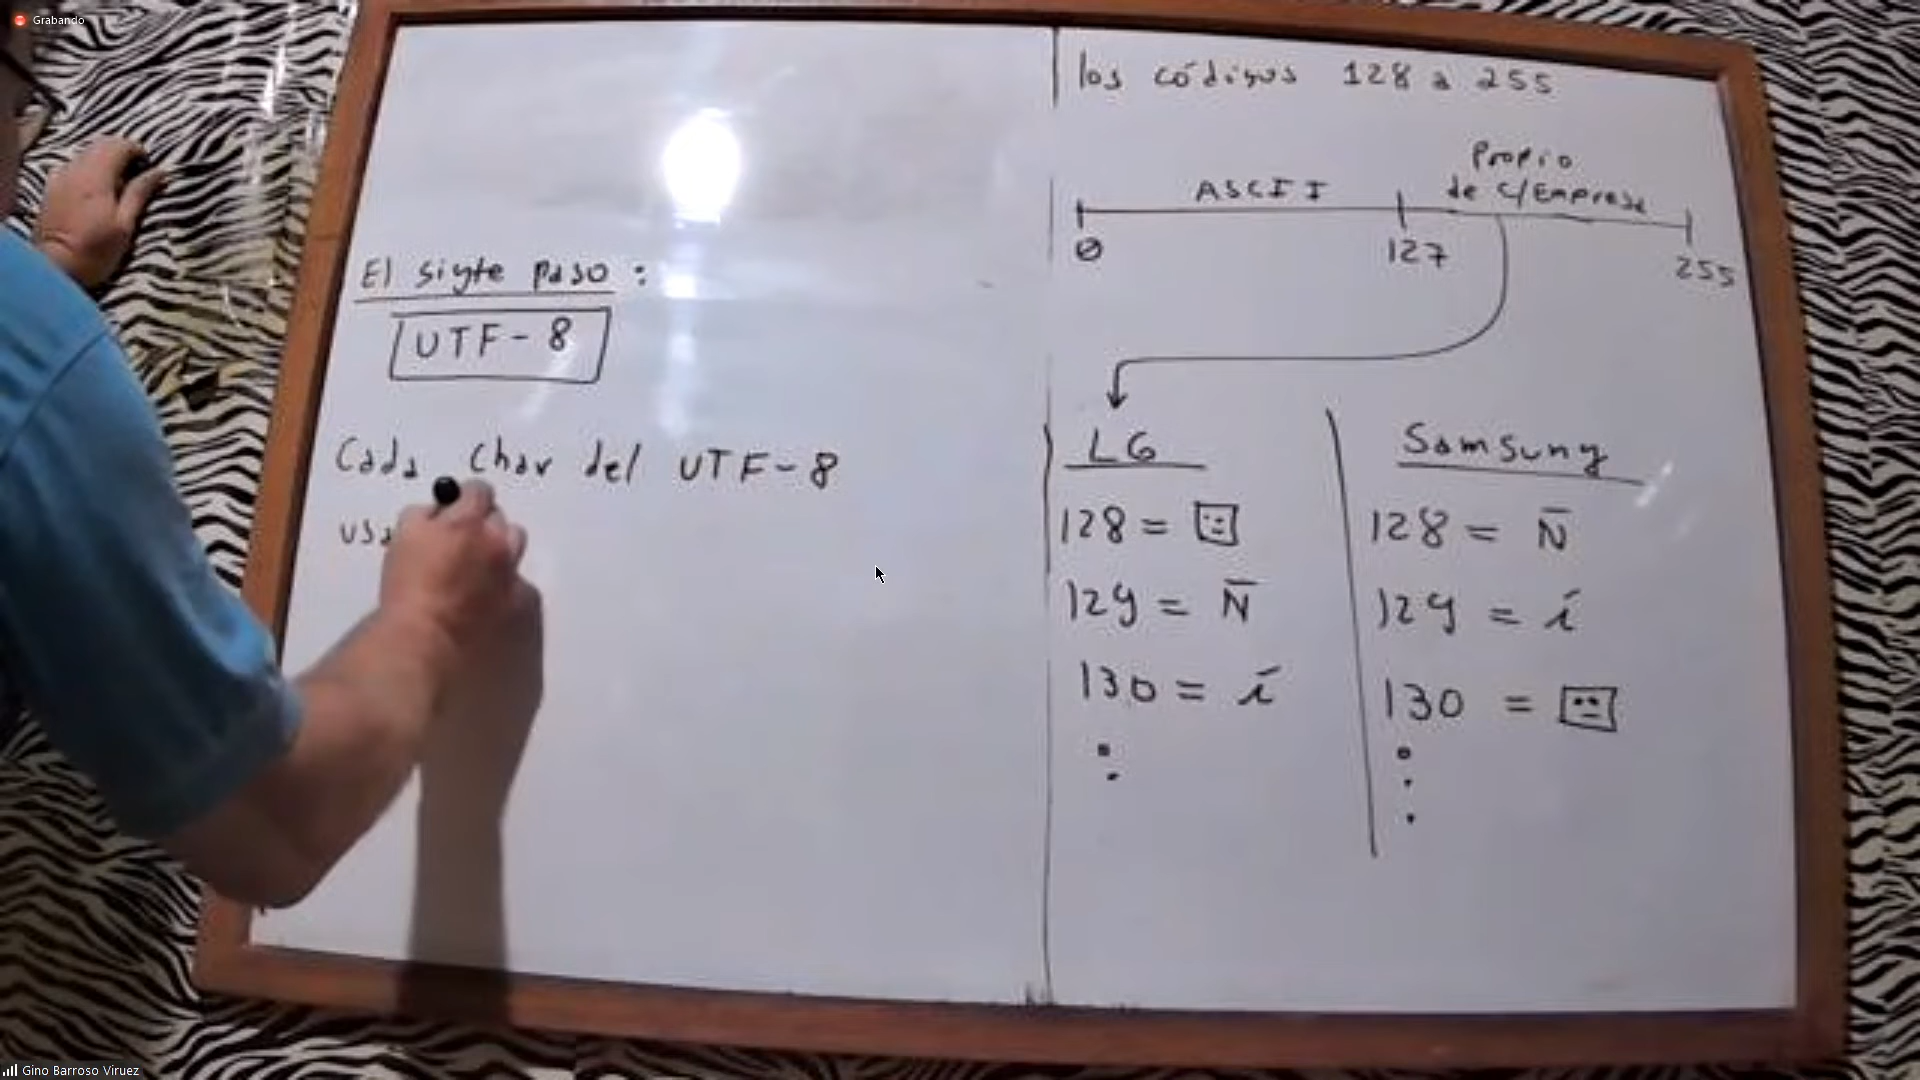 Grabando
El sigte paso :
UTF-8
Cada Char del UTF-8
usa
los códigos 128 a 255
ASCII
Propio
de C/Empresa
0
127
255
LG
128 =
129 = Ñ
130 = í
Samsung
128 = Ñ
129 = í
130 =
Gino Barroso Viruez